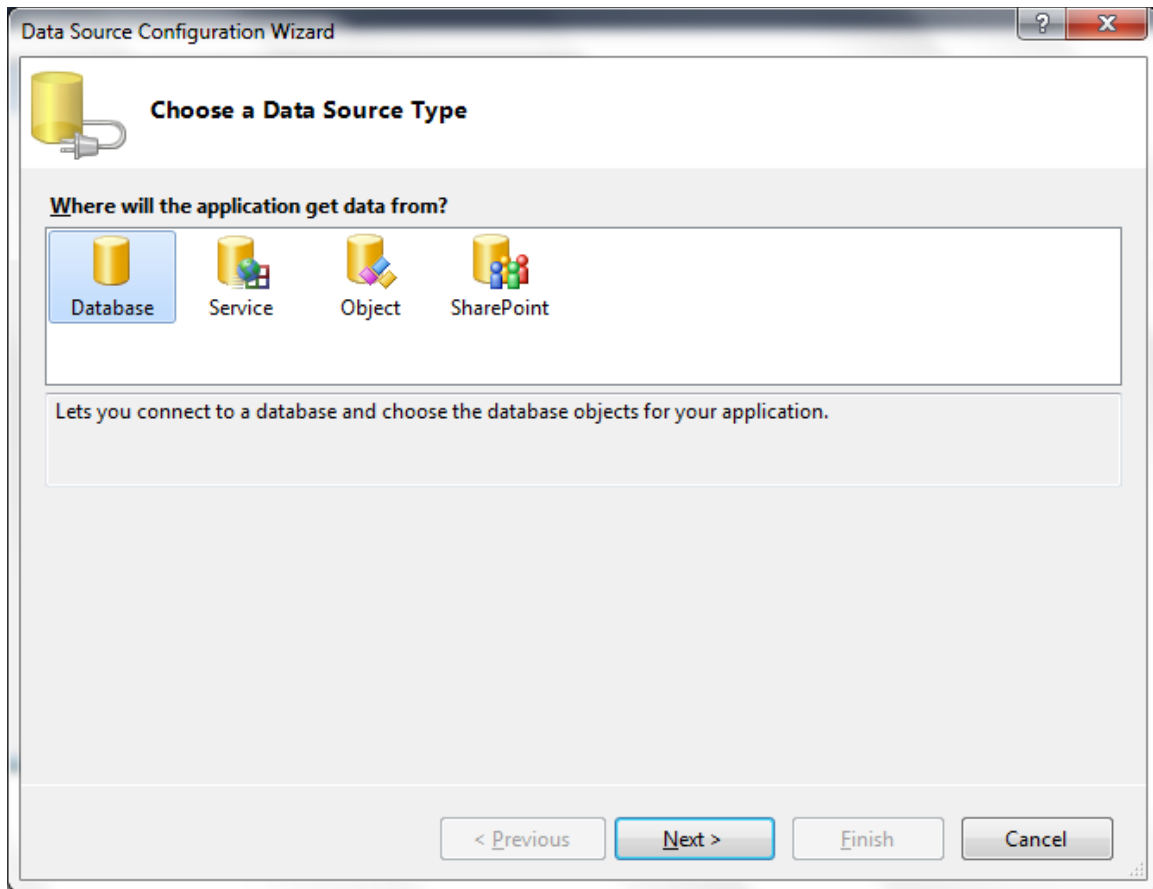 Data Source Configuration Wizard
Choose a Data Source Type
Where will the application get data from?
Database Service Object SharePoint
Lets you connect to a database and choose the database objects for your application.
< Previous Next > Finish Cancel